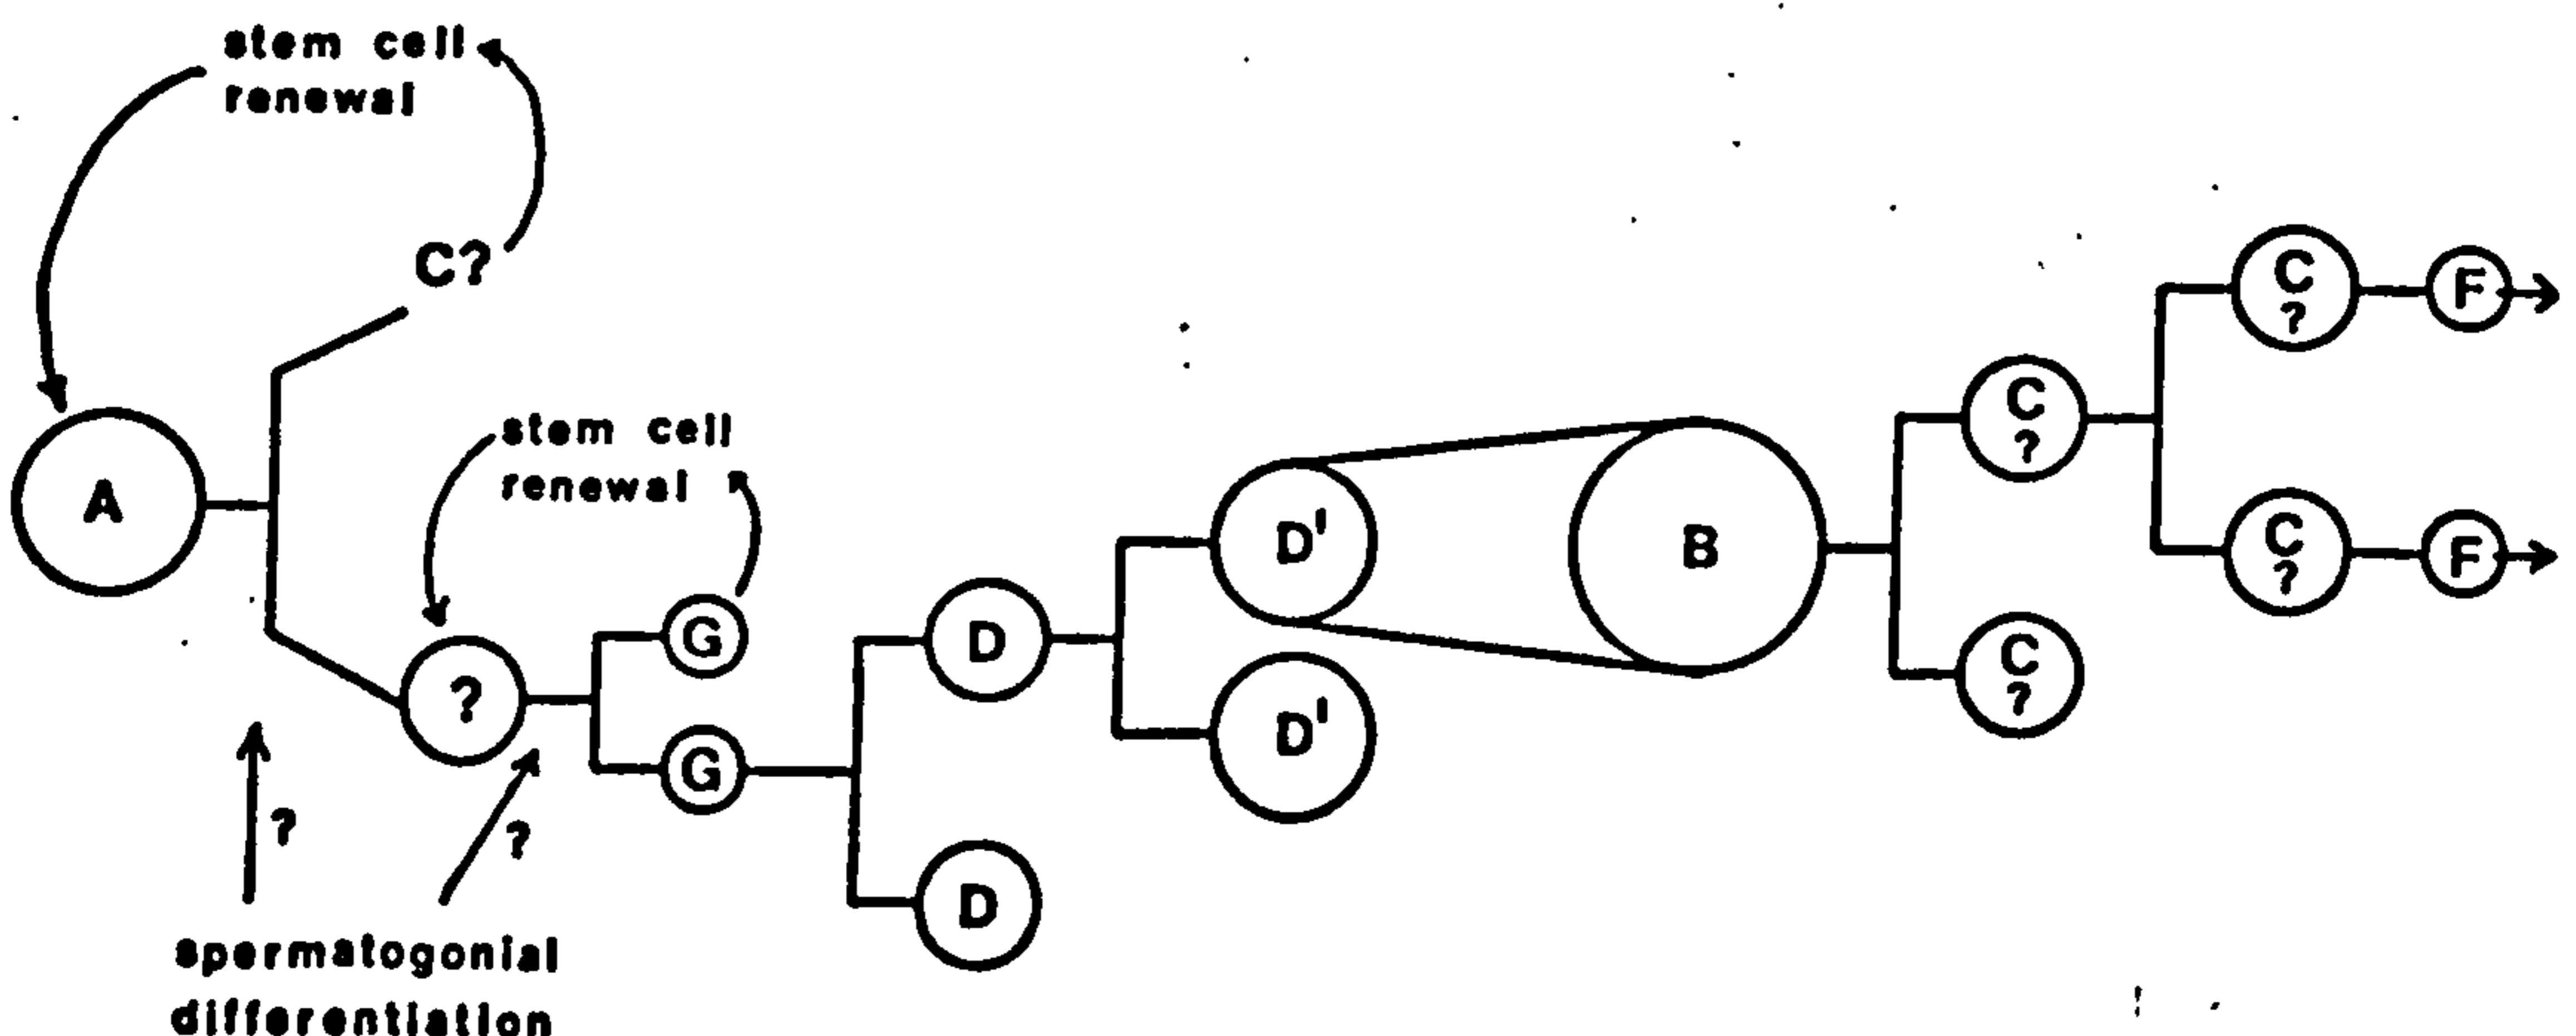 stem cell
renewal
C?
A
stem cell
renewal
?
G
G
D
D
D'
D'
B
C
?
C
?
C
?
C
?
F
F
?
?
spermatogonial
differentiation